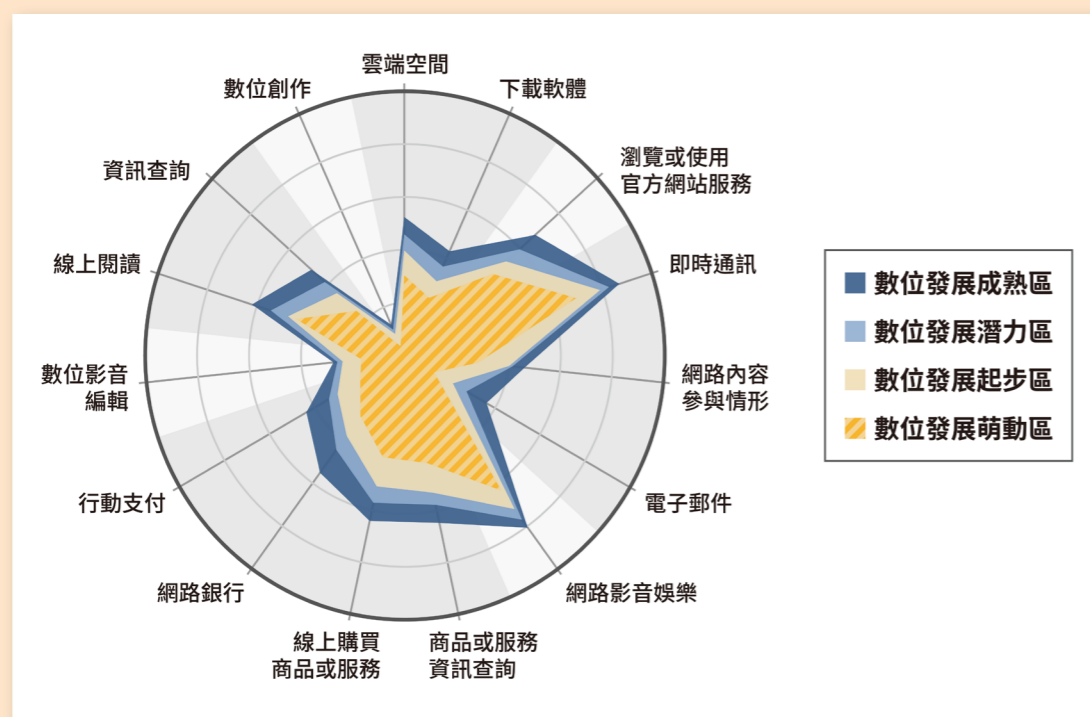 雲端空間
下載軟體
瀏覽或使用
官方網站服務
即時通訊
網路內容
參與情形
電子郵件
網路影音娛樂
商品或服務
資訊查詢
線上購買
商品或服務
網路銀行
行動支付
數位影音
編輯
線上閱讀
資訊查詢
數位創作
數位發展成熟區
數位發展潛力區
數位發展起步區
數位發展萌動區